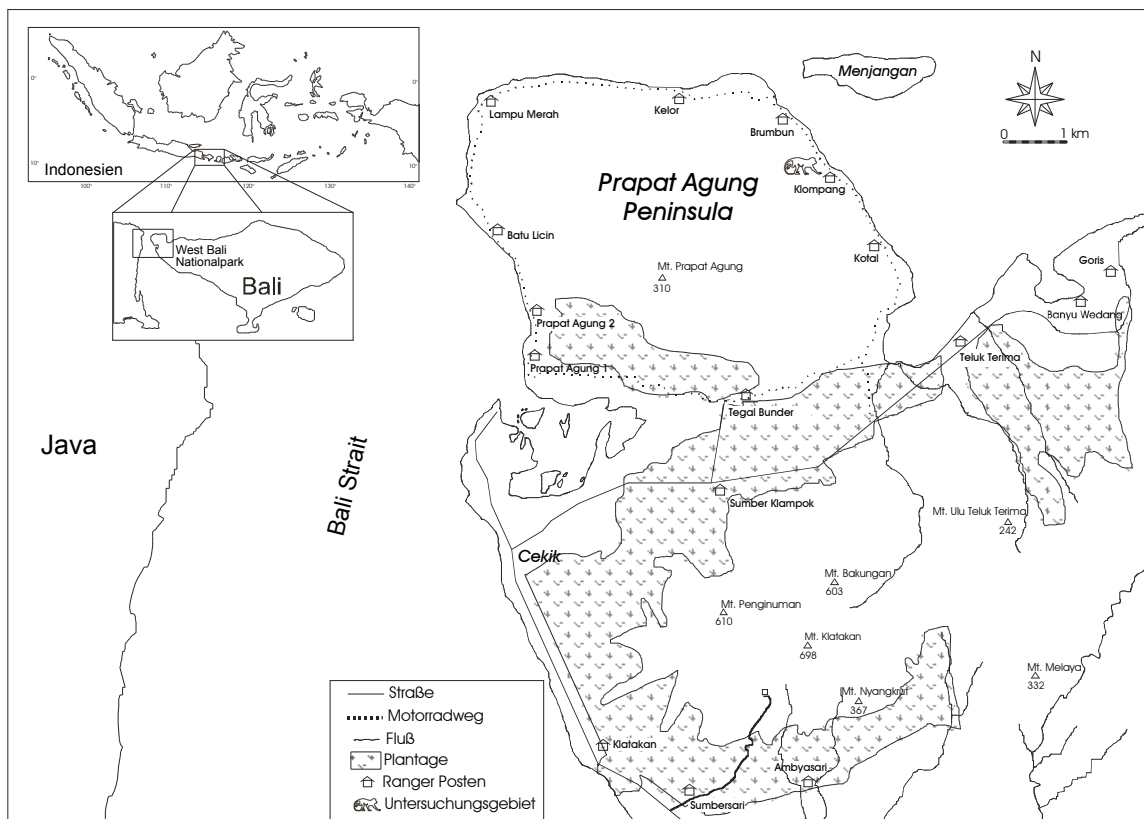 0°
0°
10°
10°
Indonesien
100°
110°
120°
130°
140°
West Bali
Nationalpark
Bali
Java
Bali Strait
Menjangan
N
0
1 km
Lampu Merah
Kelor
Brumbun
Klompang
Prapat Agung
Peninsula
Batu Licin
Kotal
Mt. Prapat Agung
310
Goris
Banyu Wedang
Prapat Agung 2
Prapat Agung 1
Teluk Terima
Tegal Bunder
Sumber Klampok
Mt. Ulu Teluk Terima
242
Cekik
Mt. Bakungan
603
Mt. Penginuman
610
Mt. Klatakan
698
Mt. Melaya
332
Mt. Nyangkrut
367
Klatakan
Ambyasari
Sumbersari
Straße
Motorradweg
Fluß
Plantage
Ranger Posten
Untersuchungsgebiet